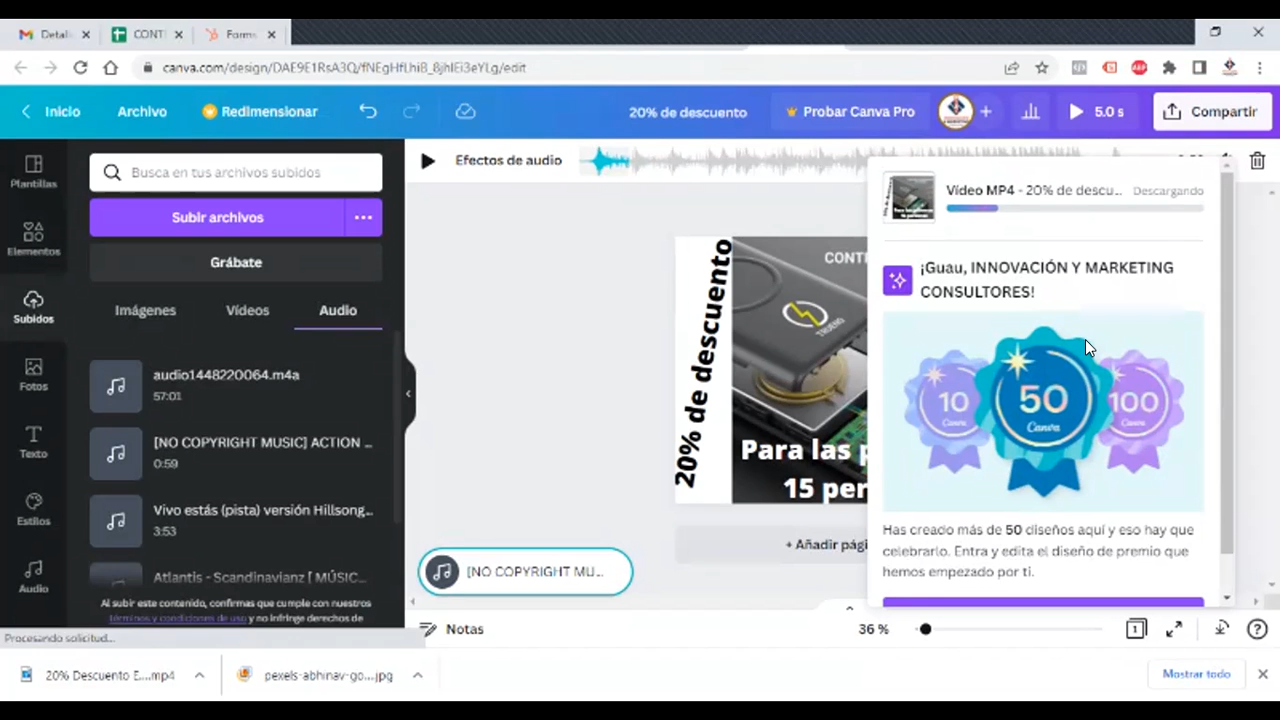 Detal
CONT
Forms
canva.com/design/DAE9E1RsA3Q/fNEgHfLhiB_8jhIEi3eYLg/edit
Inicio
Archivo
Redimensionar
20% de descuento
Probar Canva Pro
5.0 s
Compartir
Plantillas
Elementos
Subidos
Fotos
Texto
Estilos
Audio
Busca en tus archivos subidos
Subir archivos
Grábate
Imágenes
Vídeos
Audio
audio1448220064.m4a
57:01
[NO COPYRIGHT MUSIC] ACTION ...
0:59
Vivo estás (pista) versión Hillsong...
3:53
Atlantis - Scandinavianz [ MÚSIC...
Al subir este contenido, confirmas que cumple con nuestros
términos y condiciones de uso y no infringe derechos de
Efectos de audio
20% de descuento
CONT
TRUENO
Para las p
15 per
+ Añadir pági
[NO COPYRIGHT MU...
Vídeo MP4 - 20% de descu...
Descargando
¡Guau, INNOVACIÓN Y MARKETING
CONSULTORES!
10
Canva
50
Canva
100
Canva
Has creado más de 50 diseños aquí y eso hay que
celebrarlo. Entra y edita el diseño de premio que
hemos empezado por ti.
Notas
36 %
1
Procesando solicitud...
20% Descuento E....mp4
pexels-abhinav-go....jpg
Mostrar todo